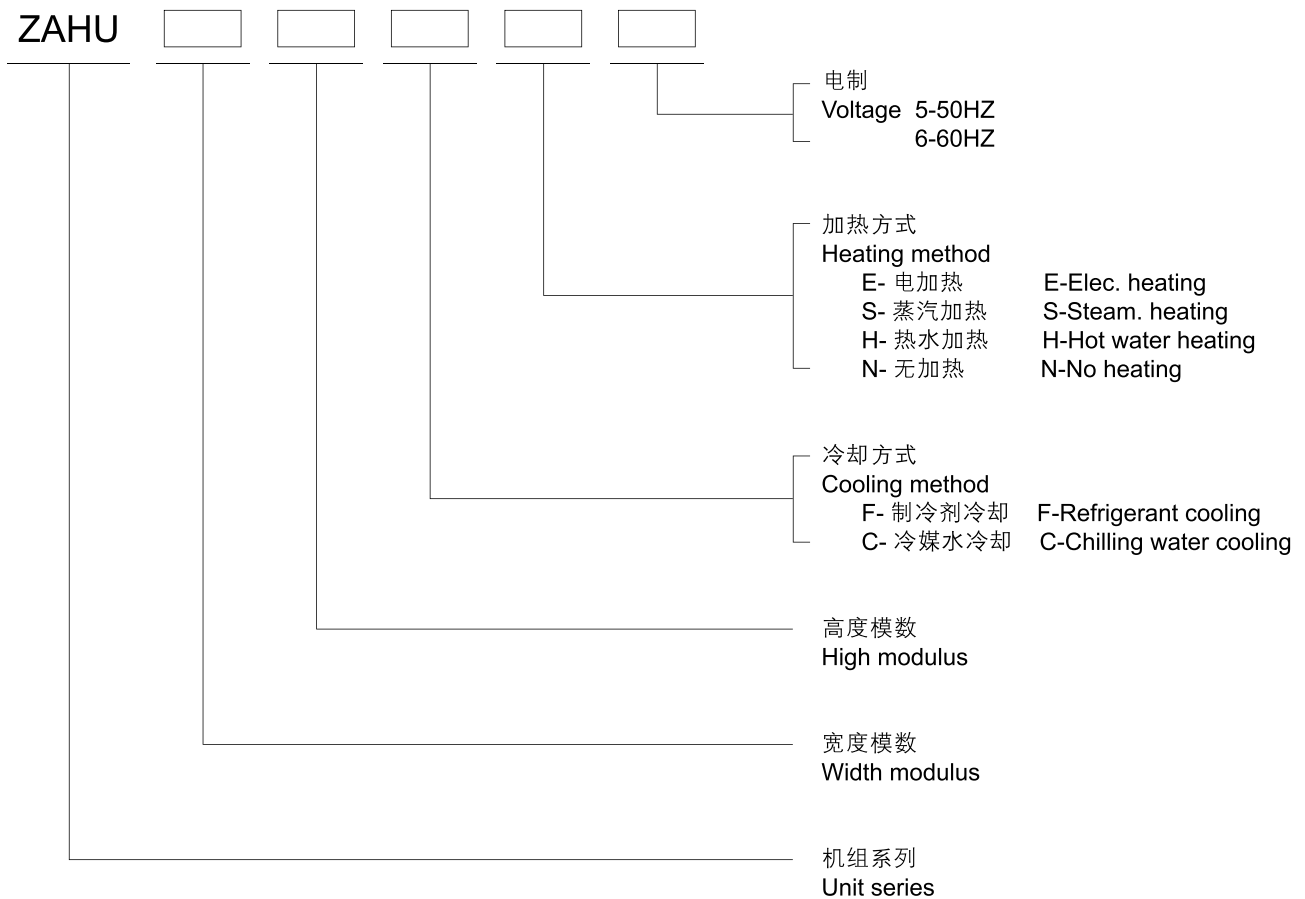 ZAHU
电制
Voltage 5-50HZ
6-60HZ
加热方式
Heating method
E- 电加热 E-Elec. heating
S- 蒸汽加热 S-Steam. heating
H- 热水加热 H-Hot water heating
N- 无加热 N-No heating
冷却方式
Cooling method
F- 制冷剂冷却 F-Refrigerant cooling
C- 冷媒水冷却 C-Chilling water cooling
高度模数
High modulus
宽度模数
Width modulus
机组系列
Unit series